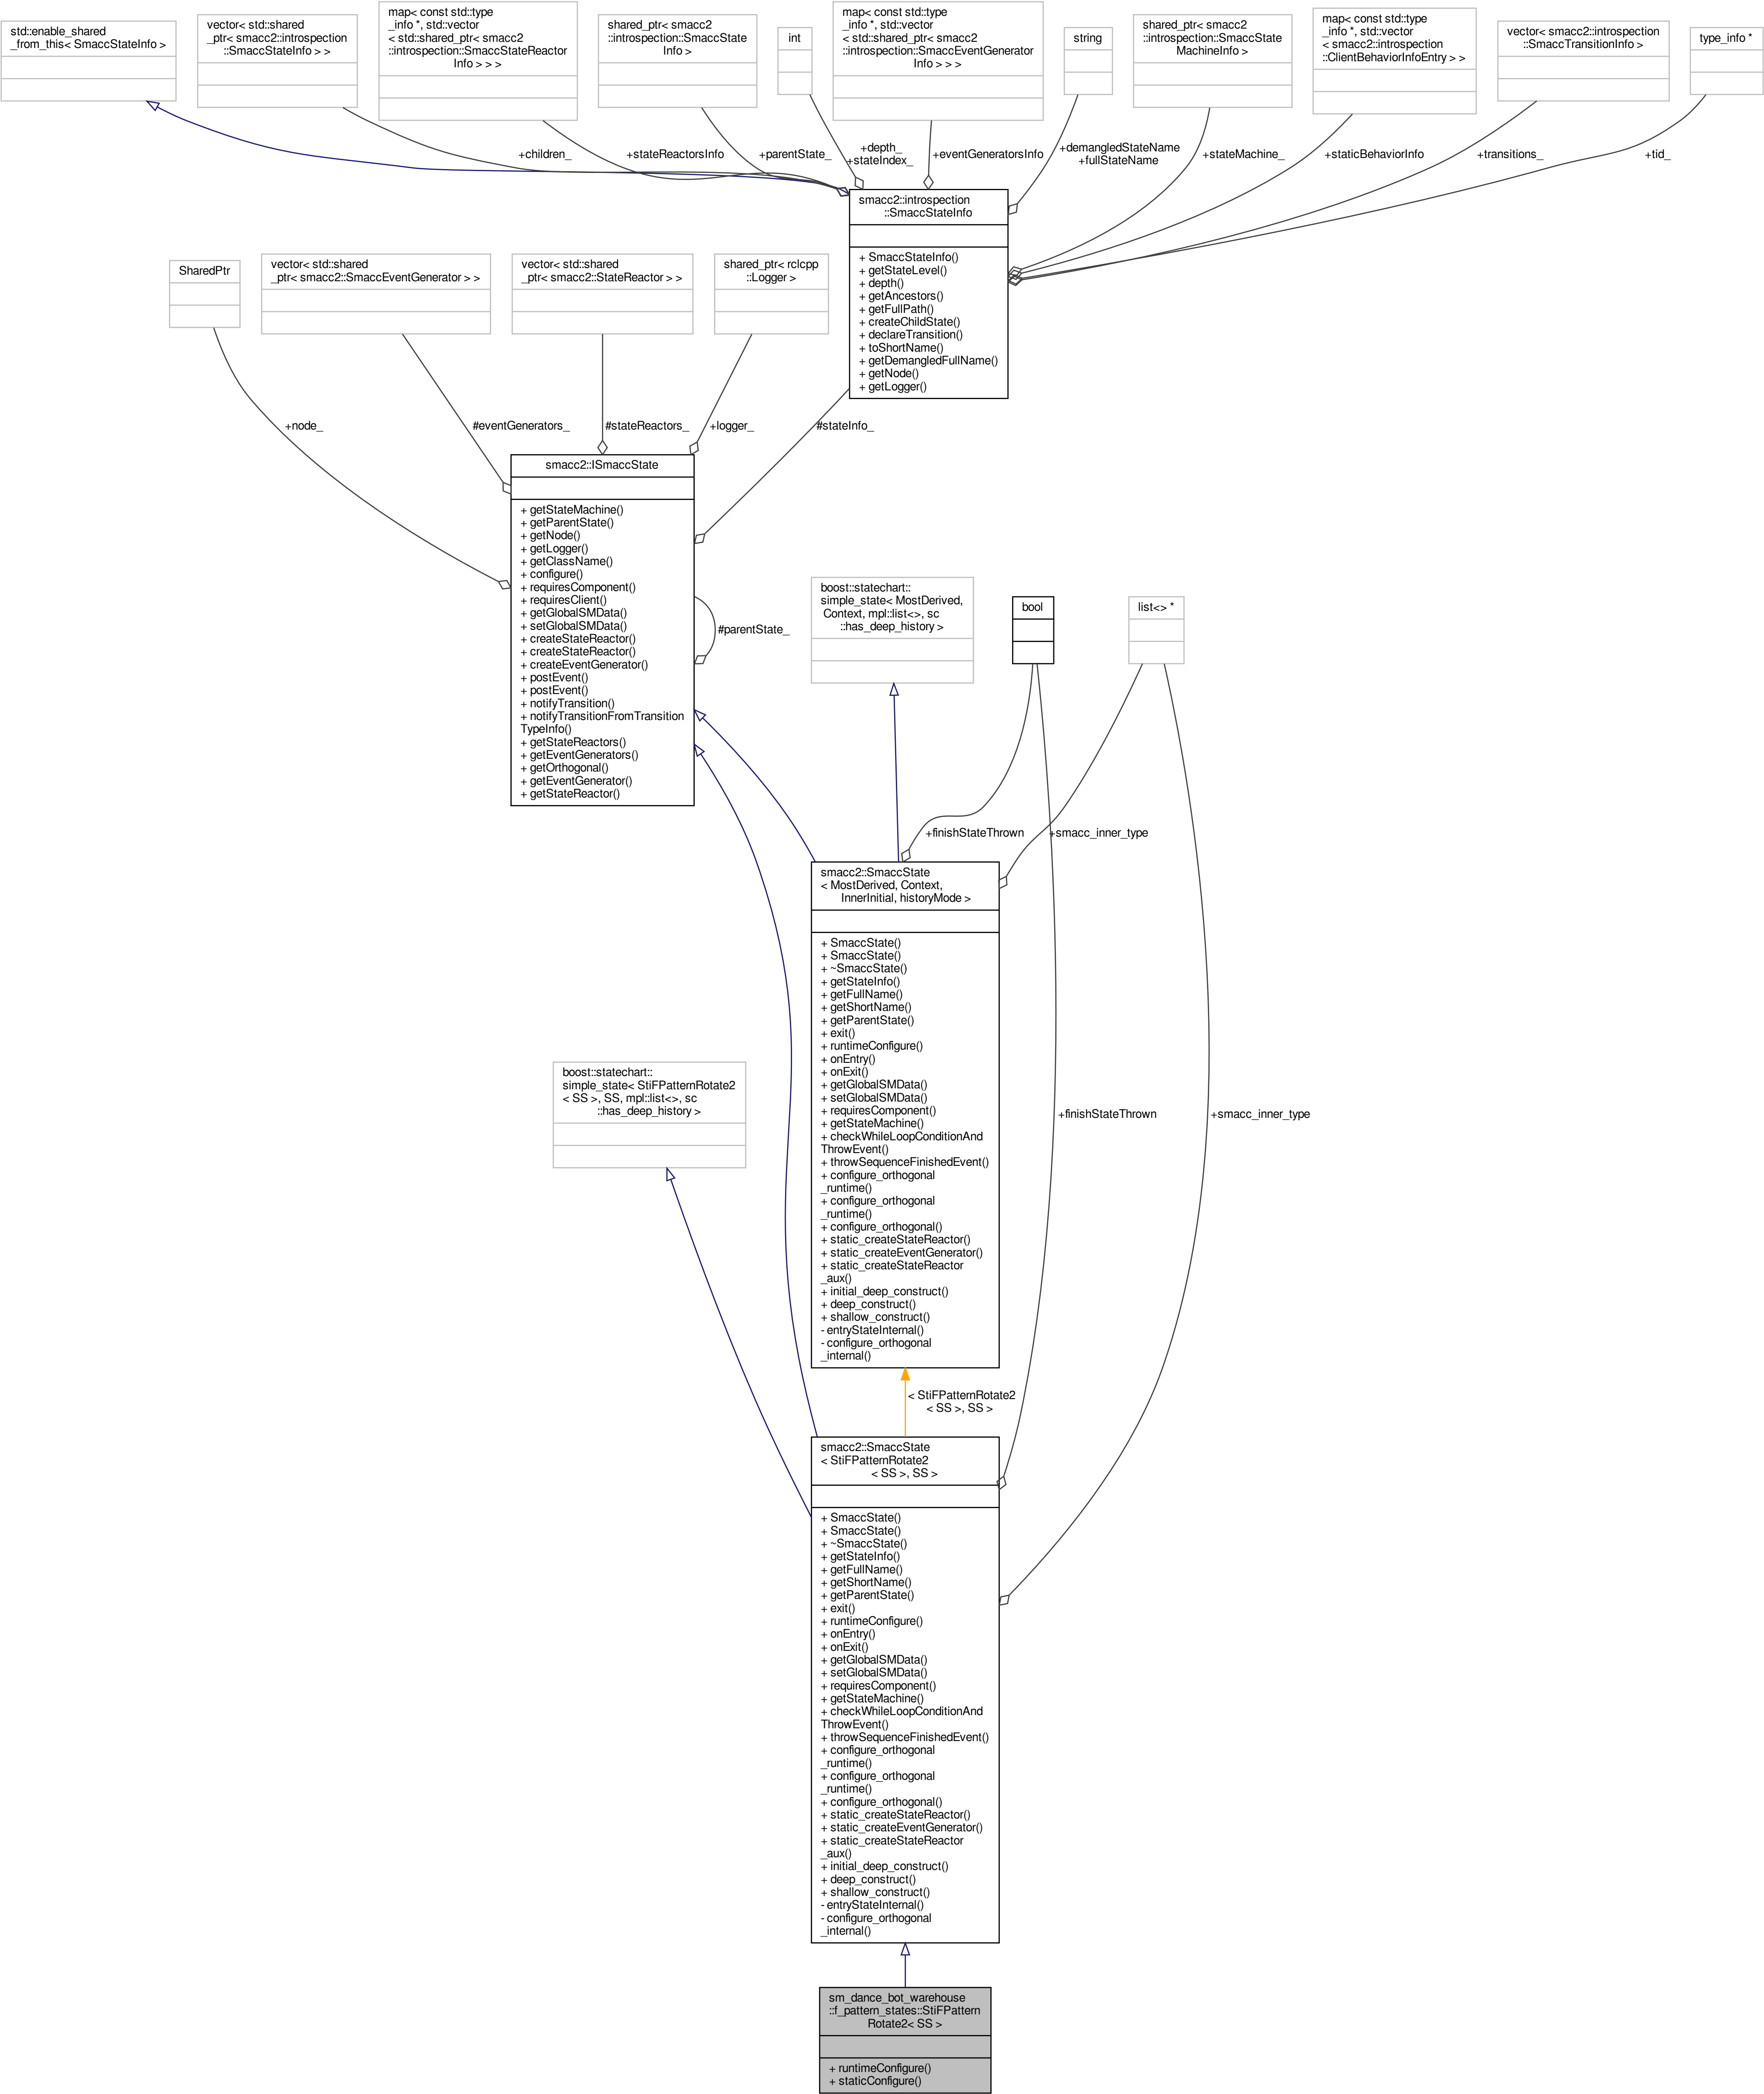 std::enable_shared
_from_this< SmaccStateInfo >
vector< std::shared
_ptr< smacc2::introspection
::SmaccStateInfo > >
map< const std::type
_info *, std::vector
< std::shared_ptr< smacc2
::introspection::SmaccStateReactor
Info > > >
shared_ptr< smacc2
::introspection::SmaccState
Info >
int
map< const std::type
_info *, std::vector
< std::shared_ptr< smacc2
::introspection::SmaccEventGenerator
Info > > >
string
shared_ptr< smacc2
::introspection::SmaccState
MachineInfo >
map< const std::type
_info *, std::vector
< smacc2::introspection
::ClientBehaviorInfoEntry > >
vector< smacc2::introspection
::SmaccTransitionInfo >
type_info *
+children_
+stateReactorsInfo
+parentState_
+depth_
+stateIndex_
+eventGeneratorsInfo
+demangledStateName
+fullStateName
+stateMachine_
+staticBehaviorInfo
+transitions_
+tid_
smacc2::introspection
::SmaccStateInfo
+ SmaccStateInfo()
+ getStateLevel()
+ depth()
+ getAncestors()
+ getFullPath()
+ createChildState()
+ declareTransition()
+ toShortName()
+ getDemangledFullName()
+ getNode()
+ getLogger()
SharedPtr
vector< std::shared
_ptr< smacc2::SmaccEventGenerator > >
vector< std::shared
_ptr< smacc2::StateReactor > >
shared_ptr< rclcpp
::Logger >
+node_
#eventGenerators_
#stateReactors_
+logger_
#stateInfo_
smacc2::ISmaccState
+ getStateMachine()
+ getParentState()
+ getNode()
+ getLogger()
+ getClassName()
+ configure()
+ requiresComponent()
+ requiresClient()
+ getGlobalSMData()
+ setGlobalSMData()
+ createStateReactor()
+ createStateReactor()
+ createEventGenerator()
+ postEvent()
+ postEvent()
+ notifyTransition()
+ notifyTransitionFromTransition
TypeInfo()
+ getStateReactors()
+ getEventGenerators()
+ getOrthogonal()
+ getEventGenerator()
+ getStateReactor()
#parentState_
boost::statechart::
simple_state< MostDerived,
Context, mpl::list<>, sc
::has_deep_history >
bool
list<> *
+finishStateThrown
+smacc_inner_type
smacc2::SmaccState
< MostDerived, Context,
InnerInitial, historyMode >
+ SmaccState()
+ SmaccState()
+ ~SmaccState()
+ getStateInfo()
+ getFullName()
+ getShortName()
+ getParentState()
+ exit()
+ runtimeConfigure()
+ onEntry()
+ onExit()
+ getGlobalSMData()
+ setGlobalSMData()
+ requiresComponent()
+ getStateMachine()
+ checkWhileLoopConditionAnd
ThrowEvent()
+ throwSequenceFinishedEvent()
+ configure_orthogonal
_runtime()
+ configure_orthogonal
_runtime()
+ configure_orthogonal()
+ static_createStateReactor()
+ static_createEventGenerator()
+ static_createStateReactor
_aux()
+ initial_deep_construct()
+ deep_construct()
+ shallow_construct()
- entryStateInternal()
- configure_orthogonal
_internal()
boost::statechart::
simple_state< StiFPatternRotate2
< SS >, SS, mpl::list<>, sc
::has_deep_history >
+finishStateThrown
+smacc_inner_type
< StiFPatternRotate2
< SS >, SS >
smacc2::SmaccState
< StiFPatternRotate2
< SS >, SS >
+ SmaccState()
+ SmaccState()
+ ~SmaccState()
+ getStateInfo()
+ getFullName()
+ getShortName()
+ getParentState()
+ exit()
+ runtimeConfigure()
+ onEntry()
+ onExit()
+ getGlobalSMData()
+ setGlobalSMData()
+ requiresComponent()
+ getStateMachine()
+ checkWhileLoopConditionAnd
ThrowEvent()
+ throwSequenceFinishedEvent()
+ configure_orthogonal
_runtime()
+ configure_orthogonal
_runtime()
+ configure_orthogonal()
+ static_createStateReactor()
+ static_createEventGenerator()
+ static_createStateReactor
_aux()
+ initial_deep_construct()
+ deep_construct()
+ shallow_construct()
- entryStateInternal()
- configure_orthogonal
_internal()
sm_dance_bot_warehouse
::f_pattern_states::StiFPattern
Rotate2< SS >
+ runtimeConfigure()
+ staticConfigure()